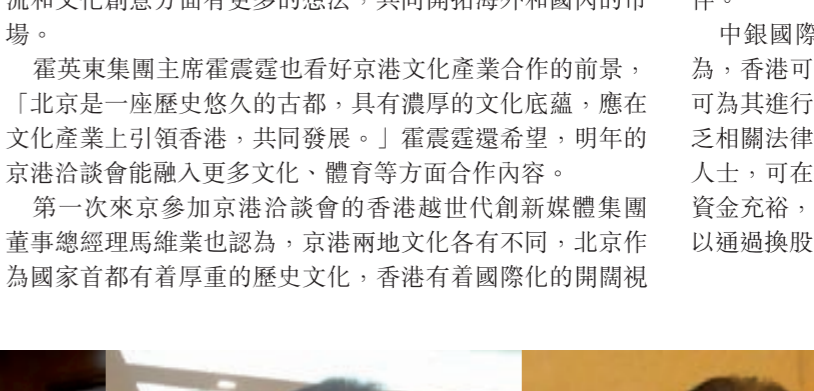 流和文化創意方面有更多的想法，共同開拓海外和國內的市
場。
霍英東集團主席霍震霆也看好京港文化產業合作的前景，
「北京是一座歷史悠久的古都，具有濃厚的文化底蘊，應在
文化產業上引領香港，共同發展。」霍震霆還希望，明年的
京港洽談會能融入更多文化、體育等方面合作內容。
第一次來京參加京港洽談會的香港越世代創新媒體集團
董事總經理馬維業也認為，京港兩地文化各有不同，北京作
為國家首都有着厚重的歷史文化，香港有着國際化的開闊視
伴。
中銀國際
為，香港可
可為其進行
乏相關法律
人士，可在
資金充裕，
以通過換股